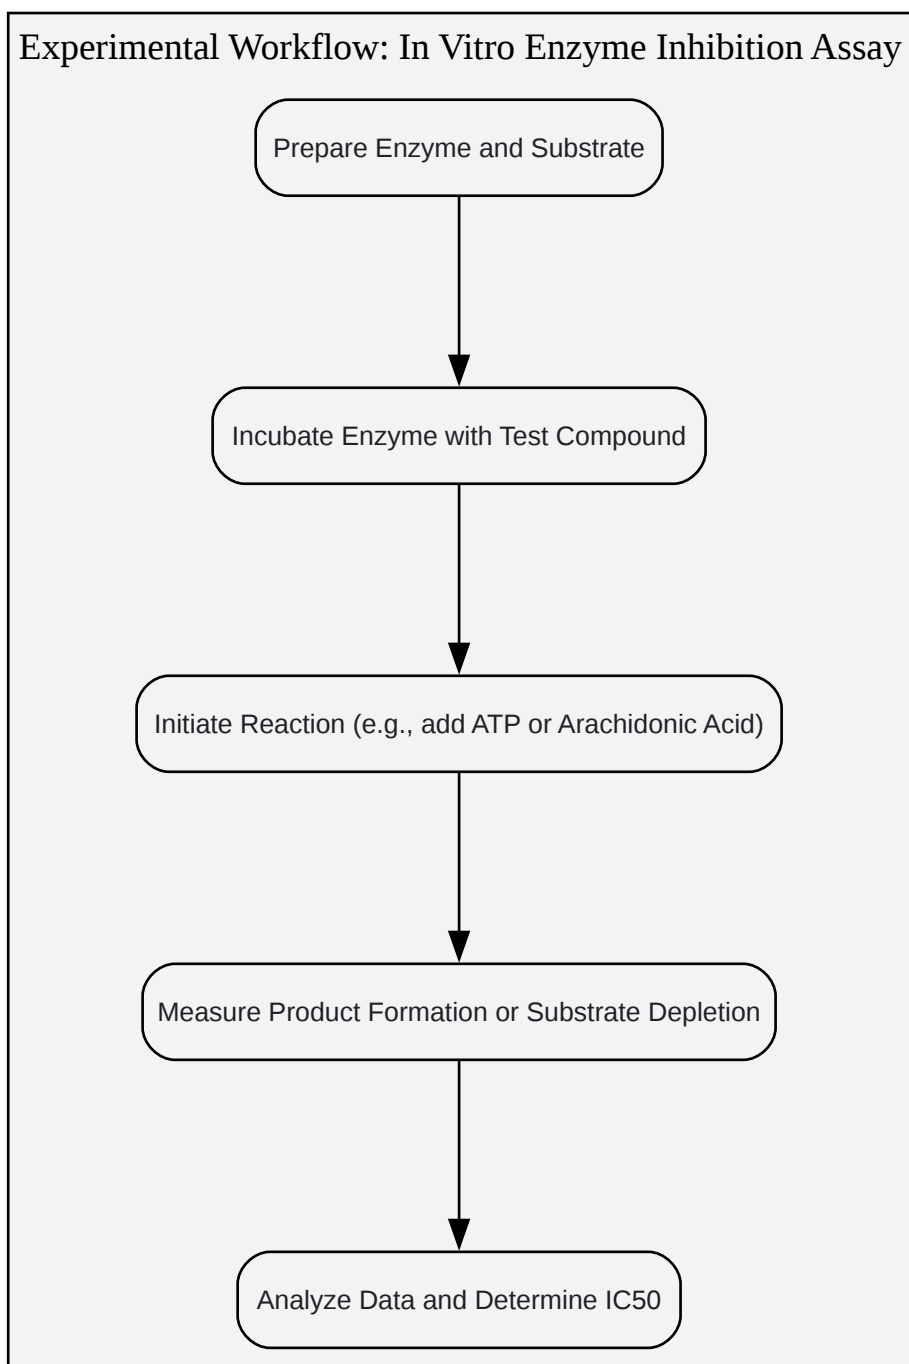 Experimental Workflow: In Vitro Enzyme Inhibition Assay
Prepare Enzyme and Substrate
Incubate Enzyme with Test Compound
Initiate Reaction (e.g., add ATP or Arachidonic Acid)
Measure Product Formation or Substrate Depletion
Analyze Data and Determine IC50